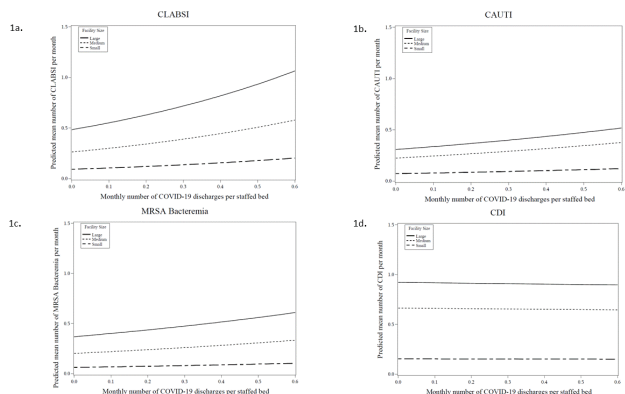 1a.
CLABSI
1.5
1.0
0.5
0.0
Facility Size
Large
Medium
Small
Predicted mean number of CLABSI per month
0.0 0.1 0.2 0.3 0.4 0.5 0.6
Monthly number of COVID-19 discharges per staffed bed
1b.
CAUTI
1.5
1.0
0.5
0.0
Facility Size
Large
Medium
Small
Predicted mean number of CAUTI per month
0.0 0.1 0.2 0.3 0.4 0.5 0.6
Monthly number of COVID-19 discharges per staffed bed
1c.
MRSA Bacteremia
1.5
1.0
0.5
0.0
Facility Size
Large
Medium
Small
Predicted mean number of MRSA Bacteremia per month
0.0 0.1 0.2 0.3 0.4 0.5 0.6
Monthly number of COVID-19 discharges per staffed bed
1d.
CDI
1.5
1.0
0.5
0.0
Facility Size
Large
Medium
Small
Predicted mean number of CDI per month
0.0 0.1 0.2 0.3 0.4 0.5 0.6
Monthly number of COVID-19 discharges per staffed bed